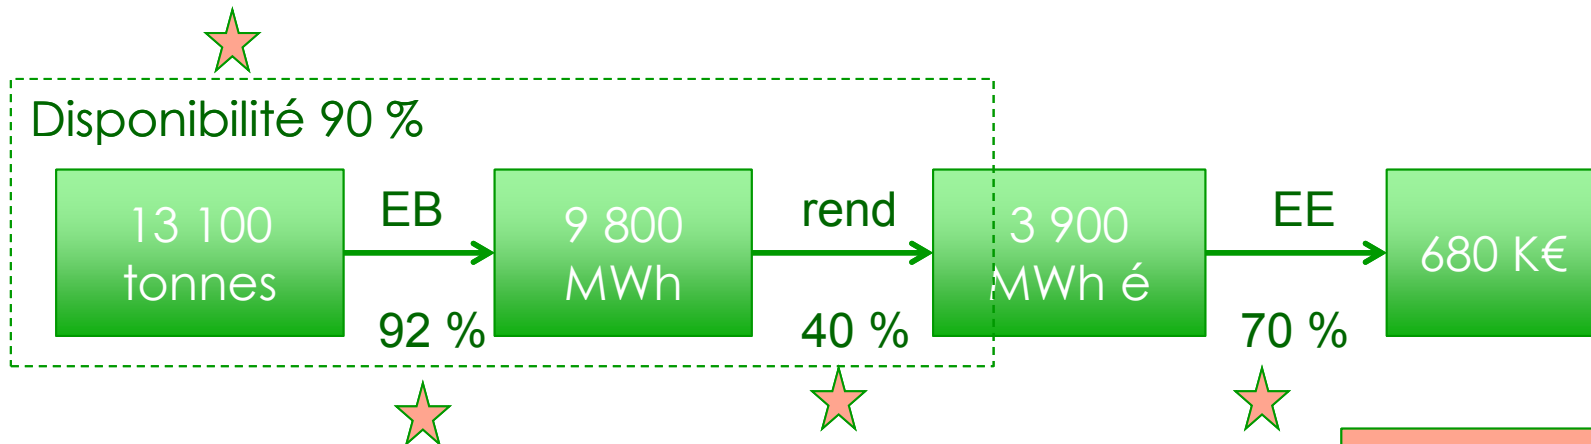 Disponibilité 90 %
13 100
tonnes
EB
92 %
9 800
MWh
rend
40 %
3 900
MWh é
EE
70 %
680 K€